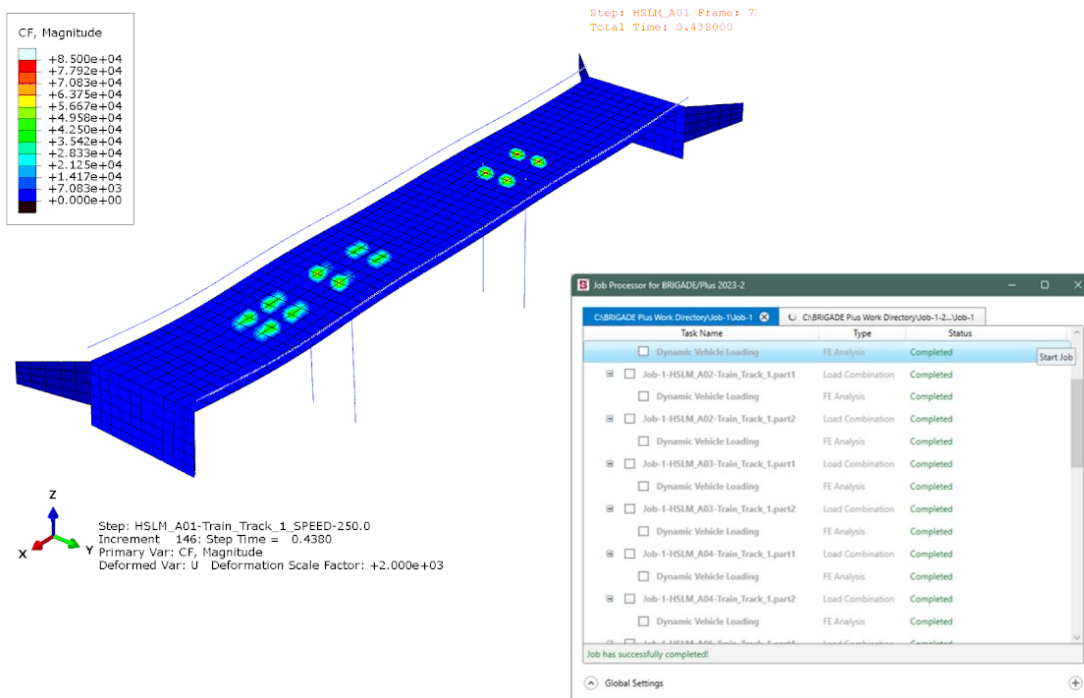 Step: HSLM_A01 Frame:
Total Time: 0.438000
CF, Magnitude
+8.500e+04
+7.792e+04
+7.083e+04
+6.375e+04
+5.667e+04
+4.958e+04
+4.250e+04
+3.542e+04
+2.833e+04
+2.125e+04
+1.417e+04
+7.083e+03
+0.000e+00
Z
X
Y
Step: HSLM_A01-Train_Track_1_SPEED-250.0
Increment 146: Step Time = 0.4380
Primary Var: CF, Magnitude
Deformed Var: U Deformation Scale Factor: +2.000e+03
Job Processor for BRIGADE/Plus 2023-2
C:\BRIGADE Plus Work Directory\Job-1\Job-1 C:\BRIGADE Plus Work Directory\Job-1-2...\Job-1
Task Name Type Status
Dynamic Vehicle Loading FE Analysis Completed
Start Job
Job-1-HSLM_A02-Train_Track_1.part1 Load Combination Completed
Dynamic Vehicle Loading FE Analysis Completed
Job-1-HSLM_A02-Train_Track_1.part2 Load Combination Completed
Dynamic Vehicle Loading FE Analysis Completed
Job-1-HSLM_A03-Train_Track_1.part1 Load Combination Completed
Dynamic Vehicle Loading FE Analysis Completed
Job-1-HSLM_A03-Train_Track_1.part2 Load Combination Completed
Dynamic Vehicle Loading FE Analysis Completed
Job-1-HSLM_A04-Train_Track_1.part1 Load Combination Completed
Dynamic Vehicle Loading FE Analysis Completed
Job-1-HSLM_A04-Train_Track_1.part2 Load Combination Completed
Dynamic Vehicle Loading FE Analysis Completed
Job has successfully completed!
Global Settings